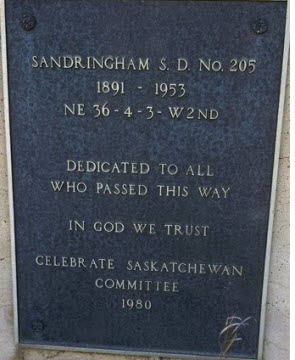 SANDRINGHAM S. D. No. 205
1891 - 1953
NE 36-4-3-W2ND
DEDICATED TO ALL
WHO PASSED THIS WAY
IN GOD WE TRUST
CELEBRATE SASKATCHEWAN
COMMITTEE
1980